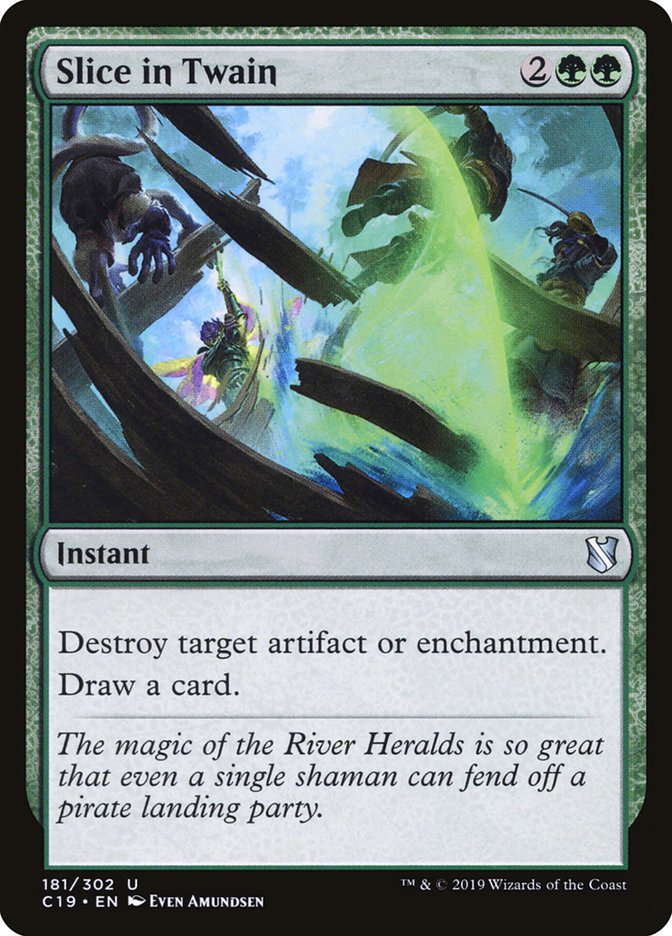 Slice in Twain 2
Instant
Destroy target artifact or enchantment.
Draw a card.
The magic of the River Heralds is so great
that even a single shaman can fend off a
pirate landing party.
181/302 U
C19 • EN Even Amundsen
™ & © 2019 Wizards of the Coast